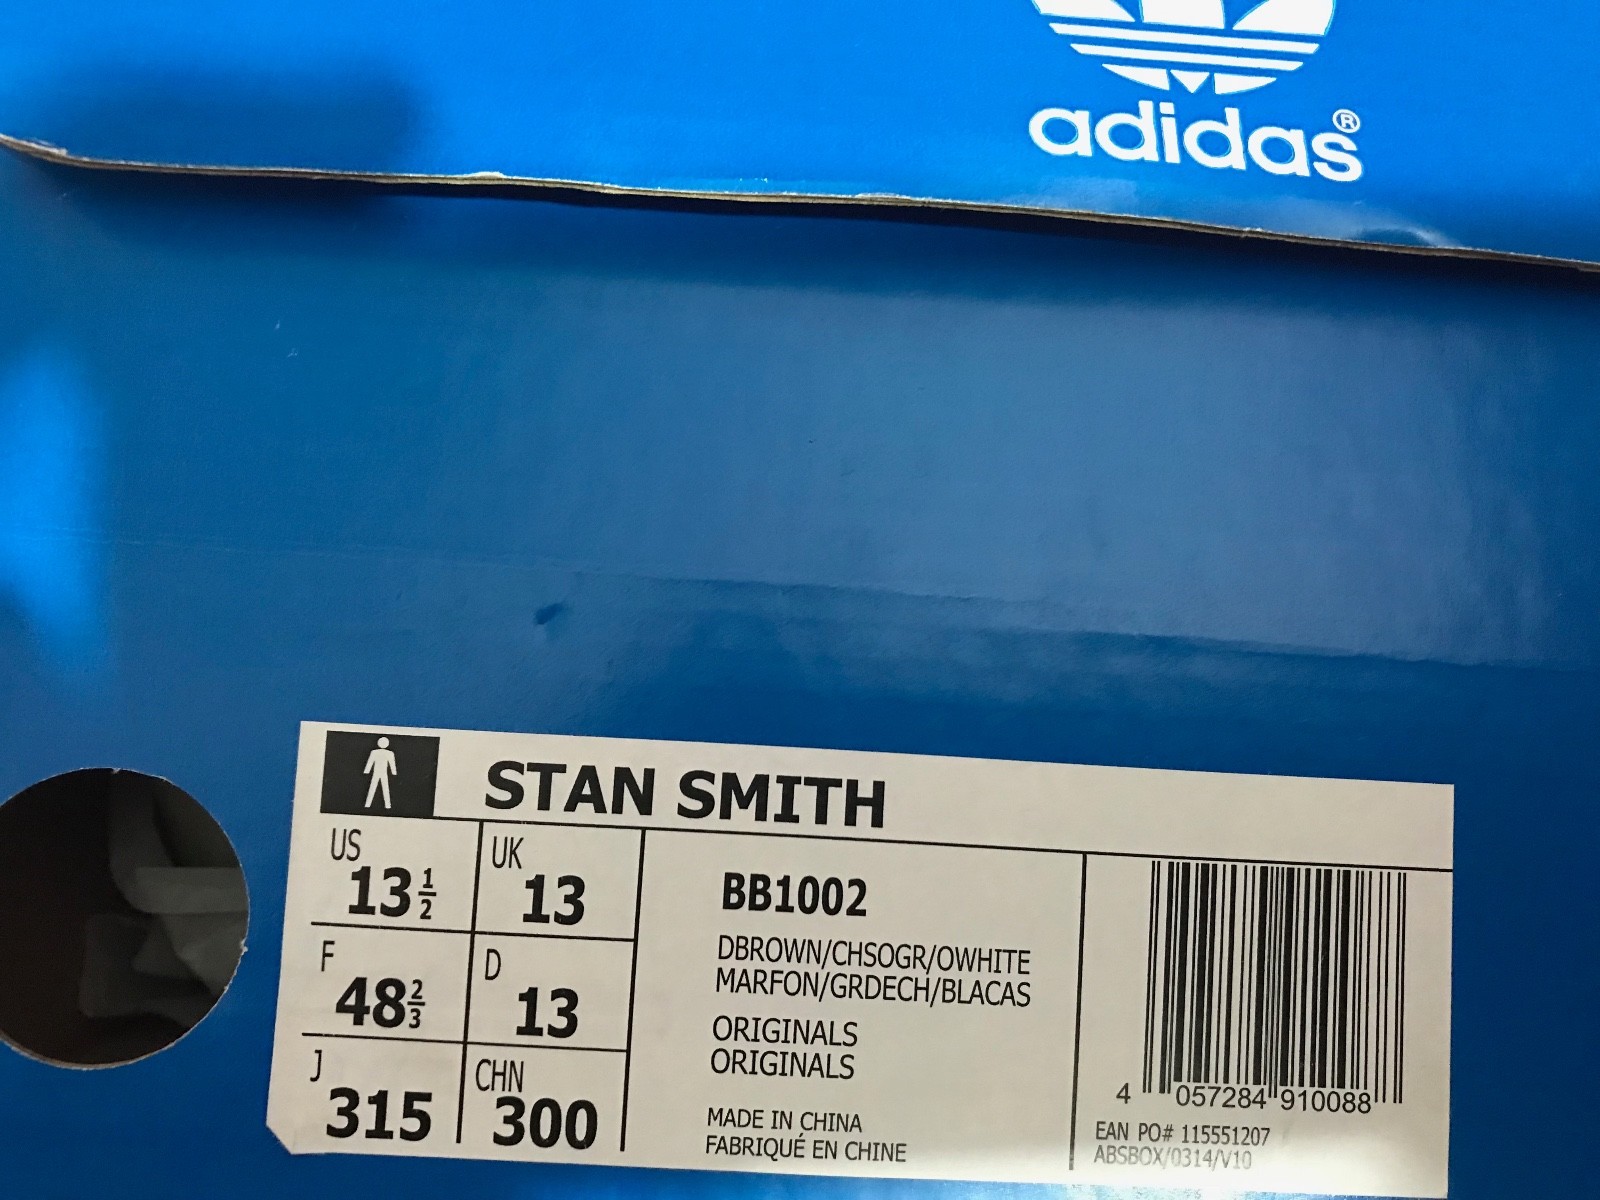 adidas®
STAN SMITH
US
13 1/2
UK
13
F
48 2/3
D
13
J
315
CHN
300
BB1002
DBROWN/CHSOGR/OWHITE
MARFON/GRDECH/BLACAS
ORIGINALS
ORIGINALS
MADE IN CHINA
FABRIQUÉ EN CHINE
4 057284 910088
EAN PO# 115551207
ABSBOX/0314/V10